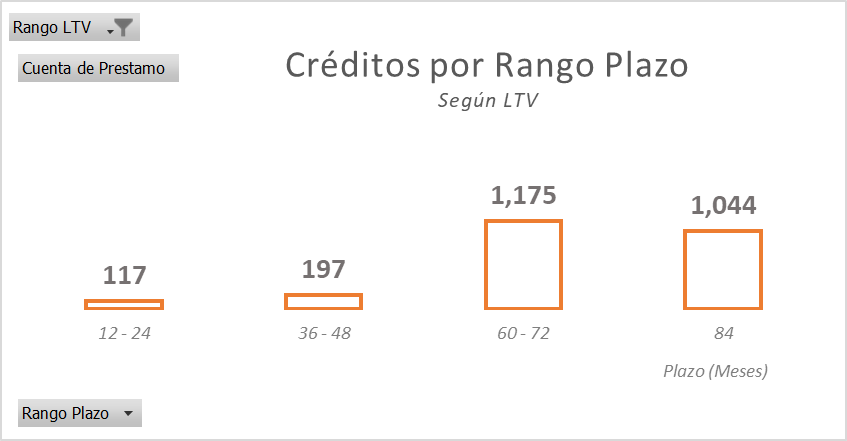 Rango LTV
Cuenta de Prestamo
Créditos por Rango Plazo
Según LTV
117
197
1,175
1,044
12 - 24
36 - 48
60 - 72
84
Plazo (Meses)
Rango Plazo